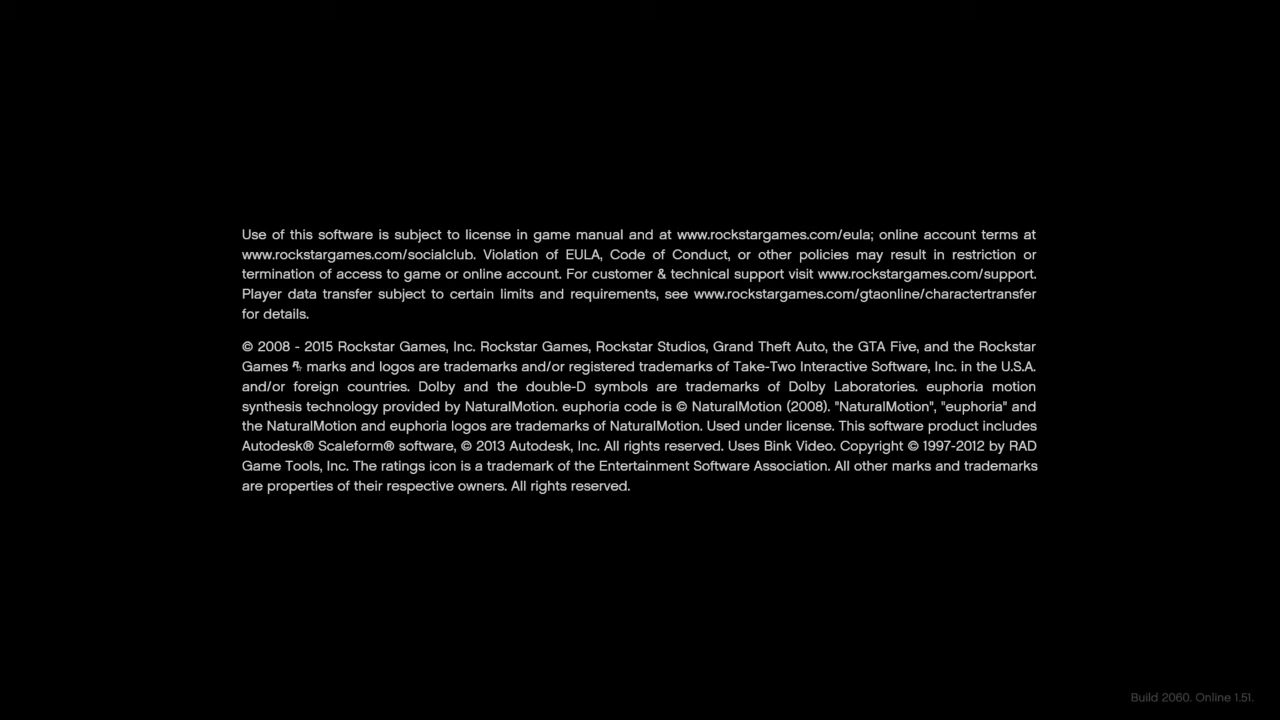 Use of this software is subject to license in game manual and at www.rockstargames.com/eula; online account terms at
www.rockstargames.com/socialclub. Violation of EULA, Code of Conduct, or other policies may result in restriction or
termination of access to game or online account. For customer & technical support visit www.rockstargames.com/support.
Player data transfer subject to certain limits and requirements, see www.rockstargames.com/gtaonline/charactertransfer
for details.
© 2008 - 2015 Rockstar Games, Inc. Rockstar Games, Rockstar Studios, Grand Theft Auto, the GTA Five, and the Rockstar
Games R* marks and logos are trademarks and/or registered trademarks of Take-Two Interactive Software, Inc. in the U.S.A.
and/or foreign countries. Dolby and the double-D symbols are trademarks of Dolby Laboratories. euphoria motion
synthesis technology provided by NaturalMotion. euphoria code is © NaturalMotion (2008). "NaturalMotion", "euphoria" and
the NaturalMotion and euphoria logos are trademarks of NaturalMotion. Used under license. This software product includes
Autodesk® Scaleform® software, © 2013 Autodesk, Inc. All rights reserved. Uses Bink Video. Copyright © 1997-2012 by RAD
Game Tools, Inc. The ratings icon is a trademark of the Entertainment Software Association. All other marks and trademarks
are properties of their respective owners. All rights reserved.
Build 2060. Online 1.51.